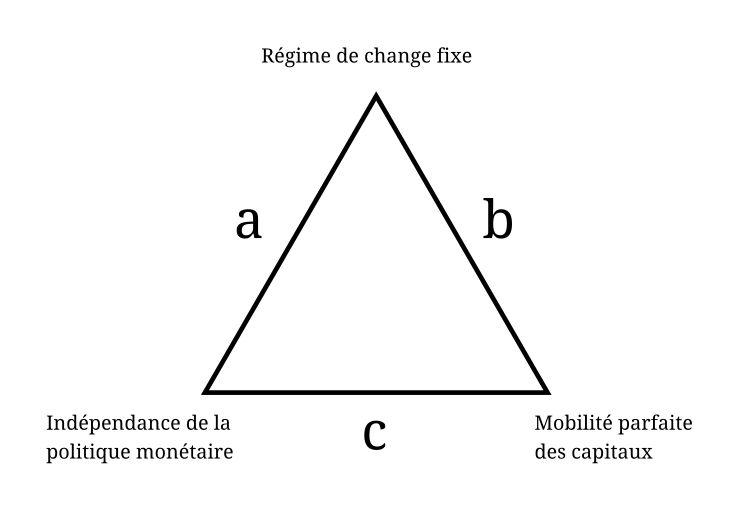 Régime de change fixe
a
b
Indépendance de la
politique monétaire
c
Mobilité parfaite
des capitaux